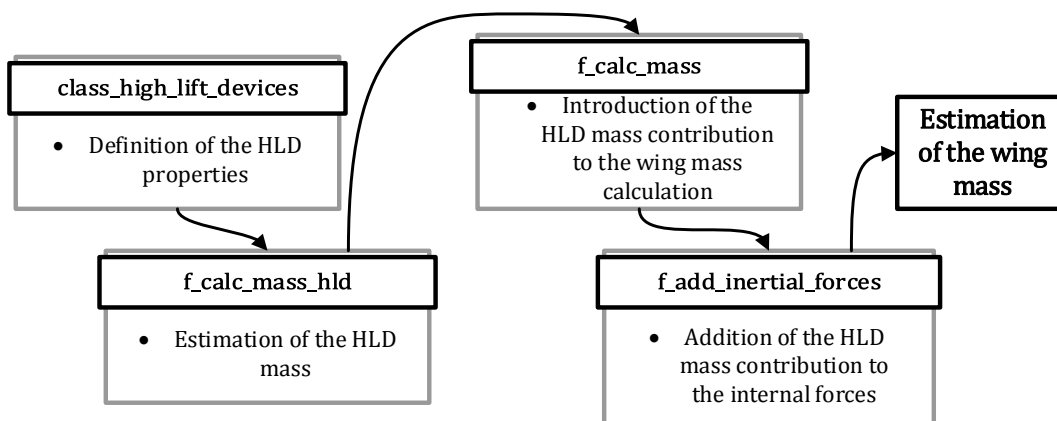 class_high_lift_devices
• Definition of the HLD
properties
f_calc_mass_hld
• Estimation of the HLD
mass
f_calc_mass
• Introduction of the
HLD mass contribution
to the wing mass
calculation
f_add_inertial_forces
• Addition of the HLD
mass contribution to
the internal forces
Estimation
of the wing
mass